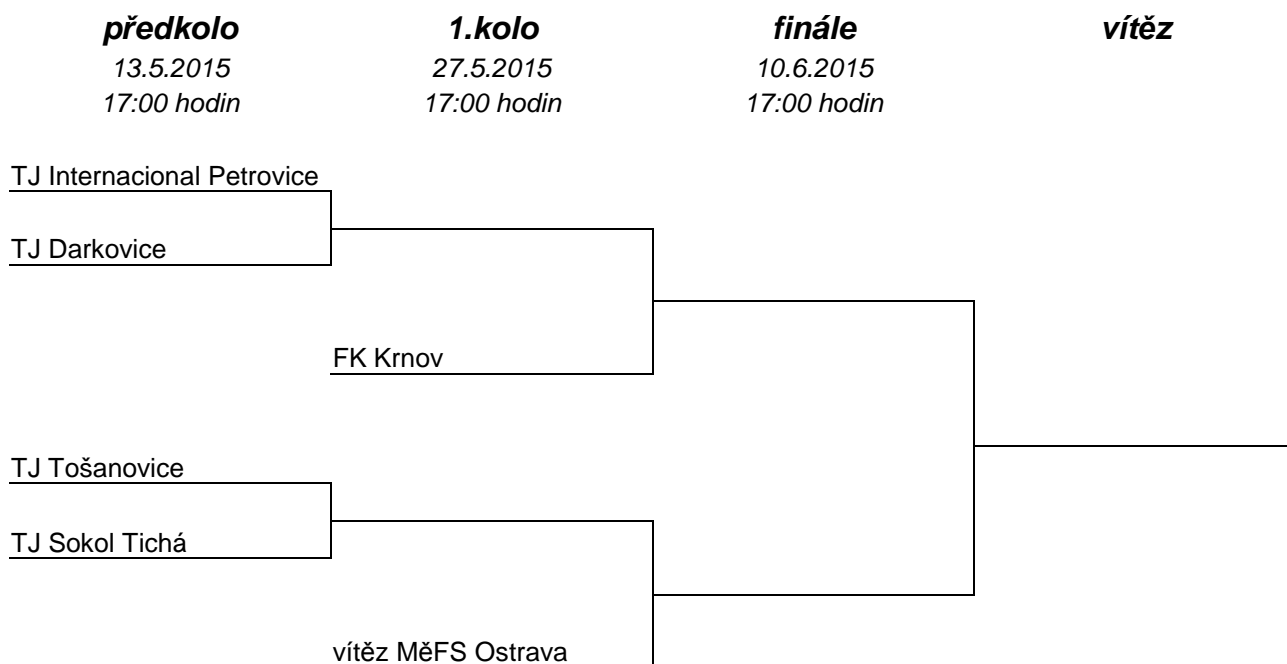 předkolo 1.kolo finále vítěz
13.5.2015 27.5.2015 10.6.2015
17:00 hodin 17:00 hodin 17:00 hodin
TJ Internacional Petrovice
TJ Darkovice
FK Krnov
TJ Tošanovice
TJ Sokol Tichá
vítěz MěFS Ostrava